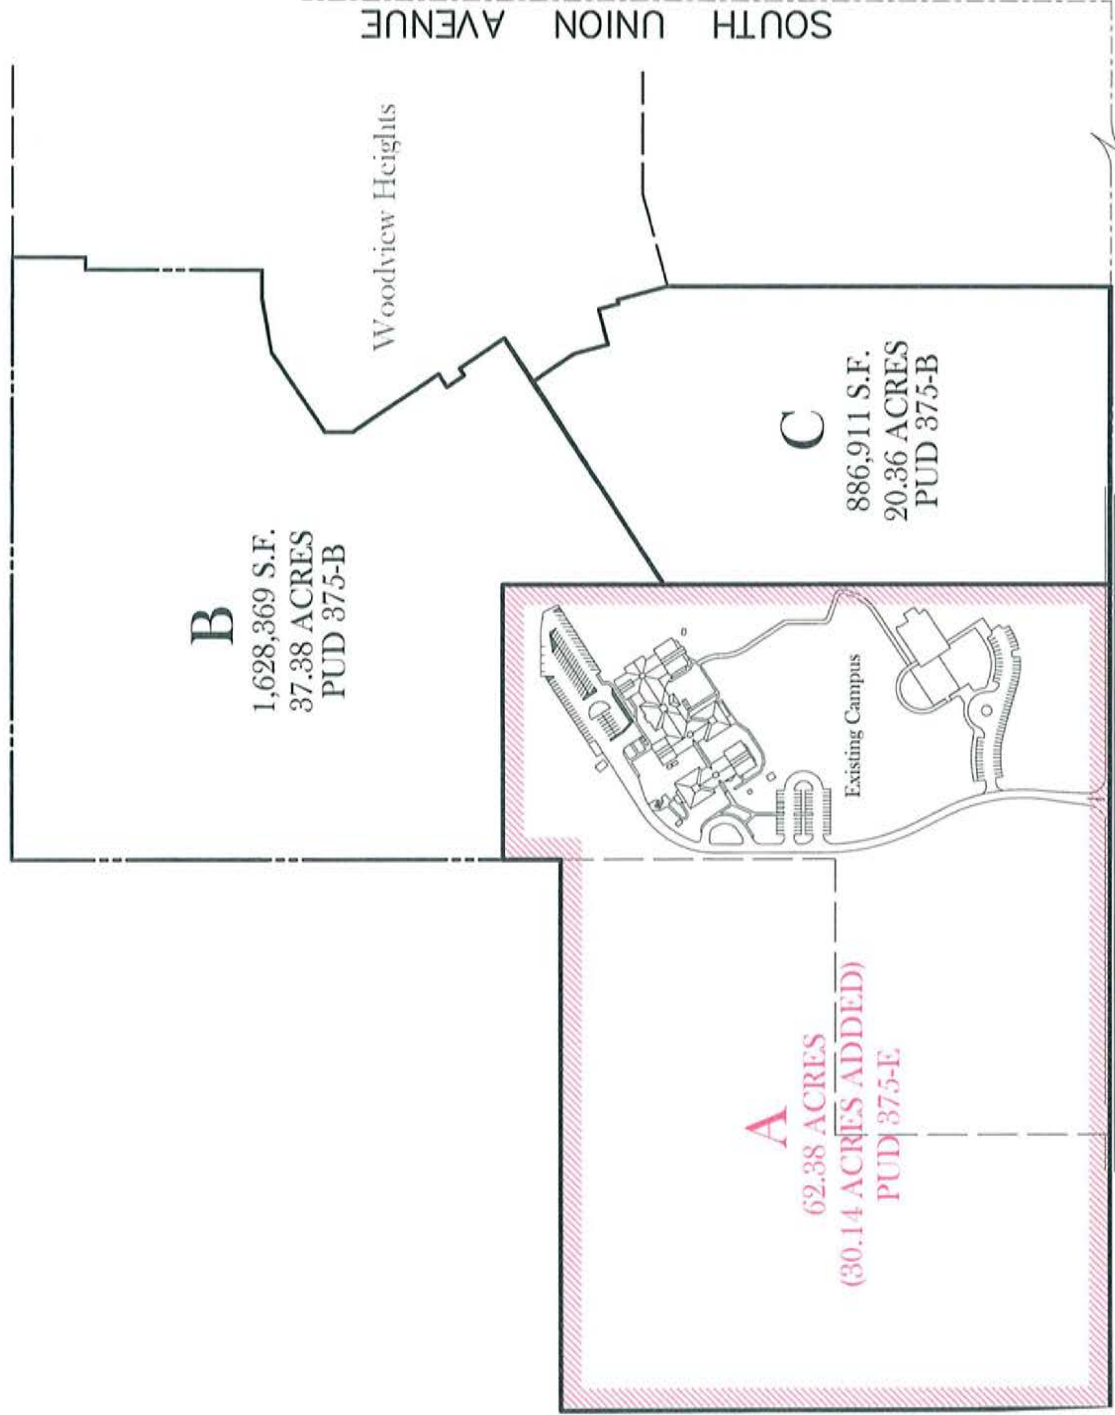 SOUTH UNION AVENUE
Woodview Heights
B
1,628,369 S.F.
37.38 ACRES
PUD 375-B
C
886,911 S.F.
20.36 ACRES
PUD 375-B
Existing Campus
A
62.38 ACRES
(30.14 ACRES ADDED)
PUD 375-E